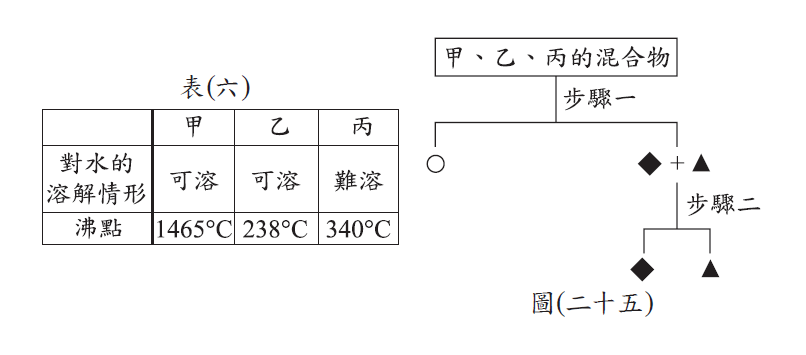 表(六)
甲 乙 丙
對水的
溶解情形 可溶 可溶 難溶
沸點 1465°C 238°C 340°C
甲、乙、丙的混合物
步驟一
○ ◆ + ▲
步驟二
◆ ▲
圖(二十五)